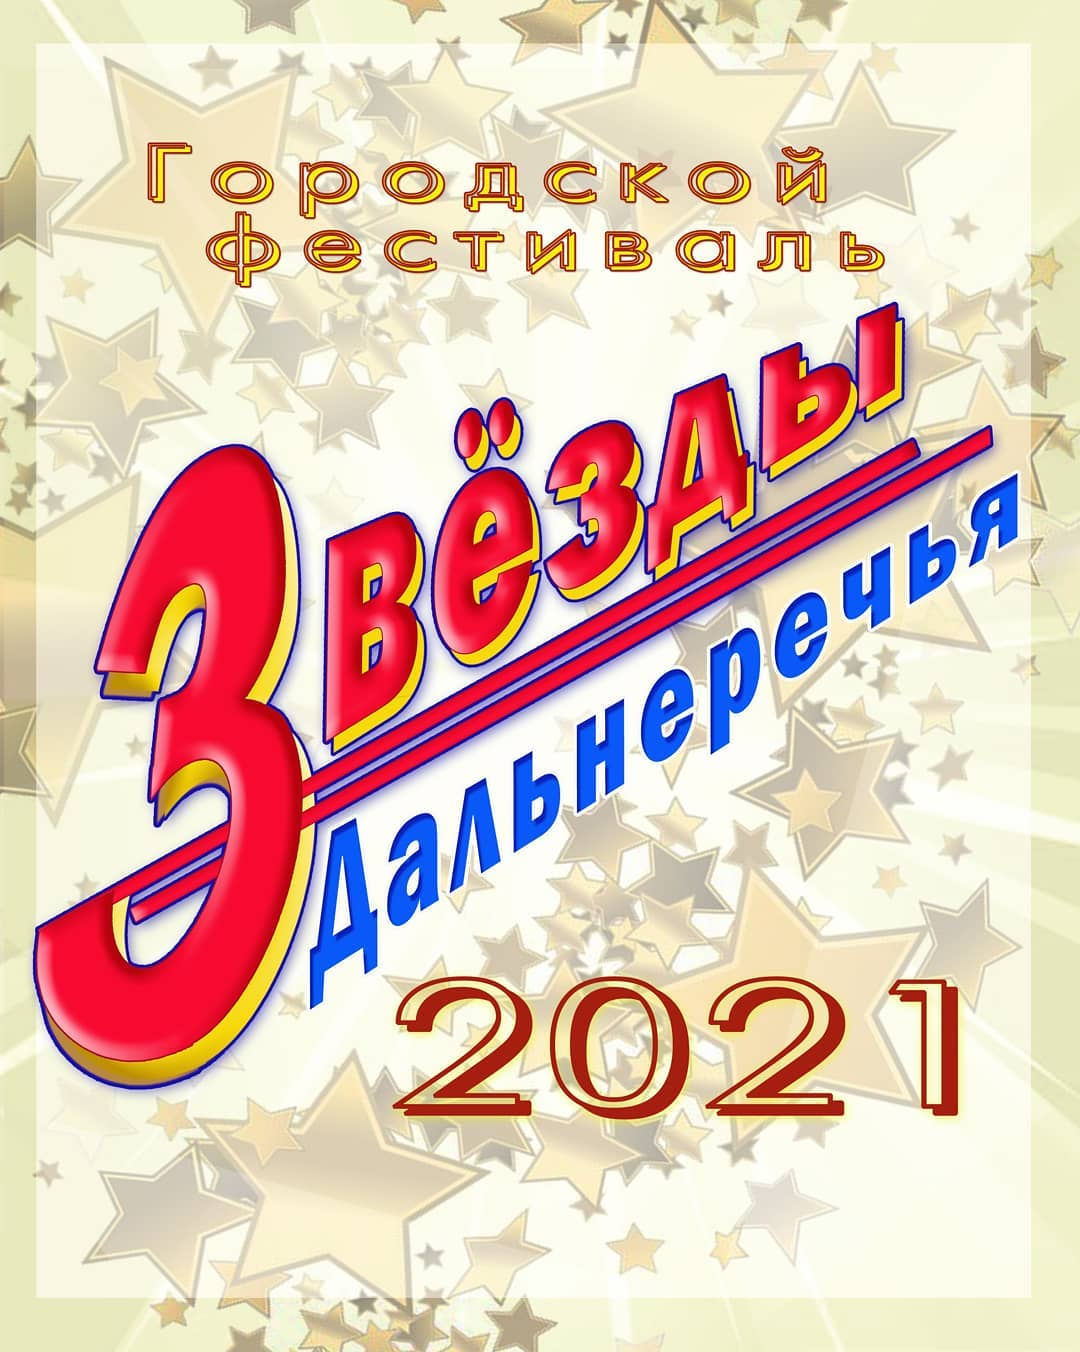 Городской
фестиваль
Звёзды
Дальнеречья
2021